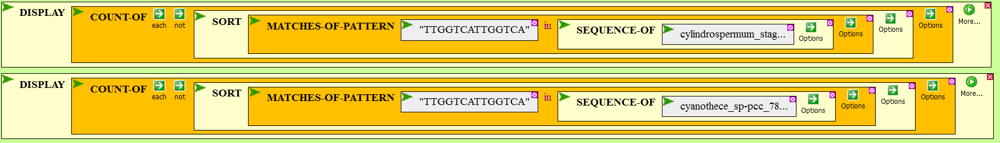 DISPLAY COUNT-OF each not SORT MATCHES-OF-PATTERN "TTGGTCATTGGTCA" in SEQUENCE-OF cylindrospermum_stag... Options Options Options Options More...
DISPLAY COUNT-OF each not SORT MATCHES-OF-PATTERN "TTGGTCATTGGTCA" in SEQUENCE-OF cyanothece_sp-pcc_78... Options Options Options Options More...